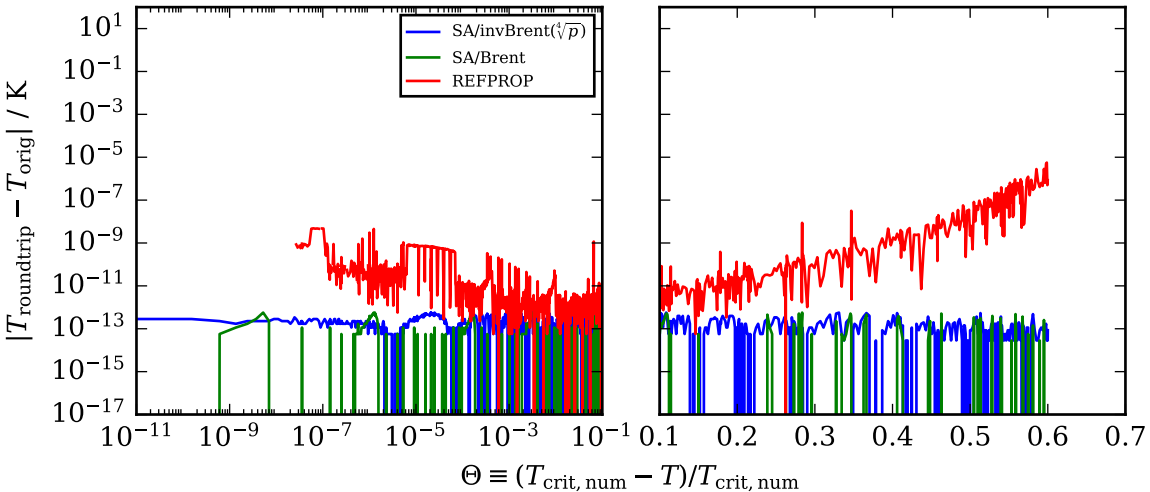 |T_roundtrip − T_orig| / K
10^1
10^−1
10^−3
10^−5
10^−7
10^−9
10^−11
10^−13
10^−15
10^−17
SA/invBrent(∜p)
SA/Brent
REFPROP
10^−11 10^−9 10^−7 10^−5 10^−3 10^−1
0.1 0.2 0.3 0.4 0.5 0.6 0.7
Θ ≡ (T_crit, num − T)/T_crit, num